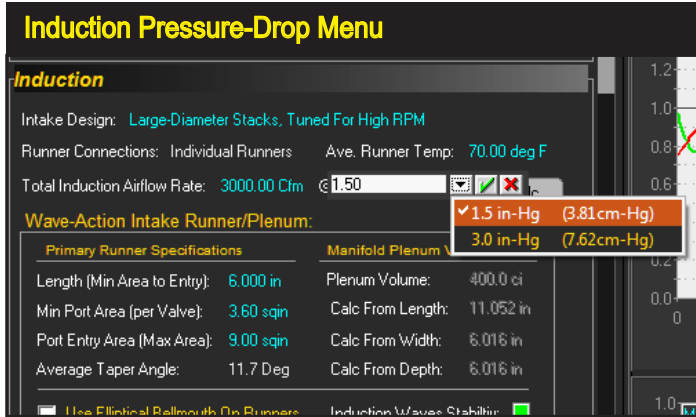 Induction Pressure-Drop Menu
Induction
Intake Design: Large-Diameter Stacks, Tuned For High RPM
Runner Connections: Individual Runners Ave. Runner Temp: 70.00 deg F
Total Induction Airflow Rate: 3000.00 Cfm @ 1.50
1.5 in-Hg (3.81cm-Hg)
3.0 in-Hg (7.62cm-Hg)
Wave-Action Intake Runner/Plenum:
Primary Runner Specifications Manifold Plenum
Length (Min Area to Entry): 6.000 in Plenum Volume: 400.0 ci
Min Port Area (per Valve): 3.60 sqin Calc From Length: 11.052 in
Port Entry Area (Max Area): 9.00 sqin Calc From Width: 6.016 in
Average Taper Angle: 11.7 Deg Calc From Depth: 6.016 in
Use Elliptical Bellmouth On Runners Induction Waves Stability:
1.2
1.0
0.8
0.6
0.2
0.0
0
1.0